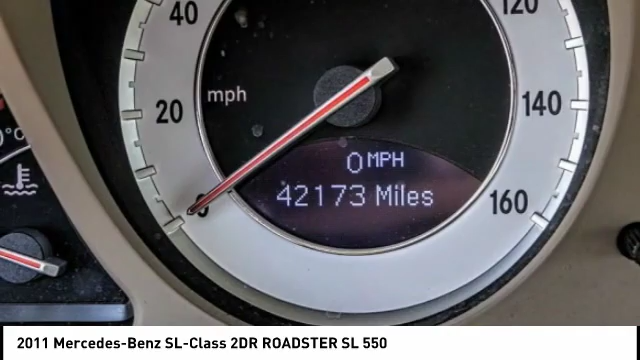 40
120
20
mph
140
0 MPH
42173 Miles
0
160
2011 Mercedes-Benz SL-Class 2DR ROADSTER SL 550